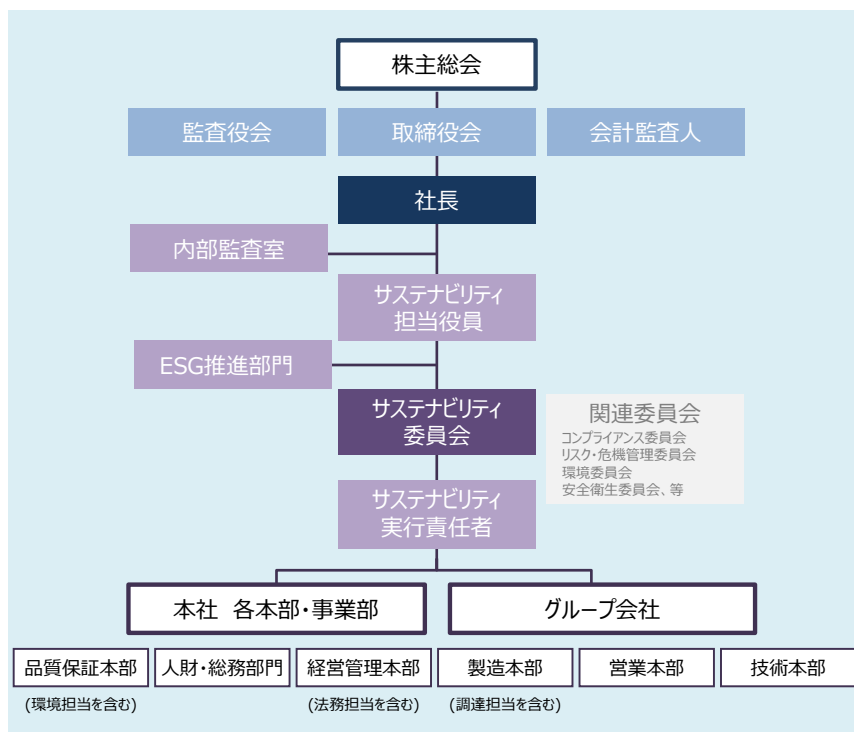 株主総会
監査役会
取締役会
会計監査人
社長
内部監査室
サステナビリティ
担当役員
ESG推進部門
サステナビリティ
委員会
関連委員会
コンプライアンス委員会
リスク・危機管理委員会
環境委員会
安全衛生委員会、等
サステナビリティ
実行責任者
本社 各本部・事業部
グループ会社
品質保証本部
(環境担当を含む)
人財・総務部門
経営管理本部
(法務担当を含む)
製造本部
(調達担当を含む)
営業本部
技術本部